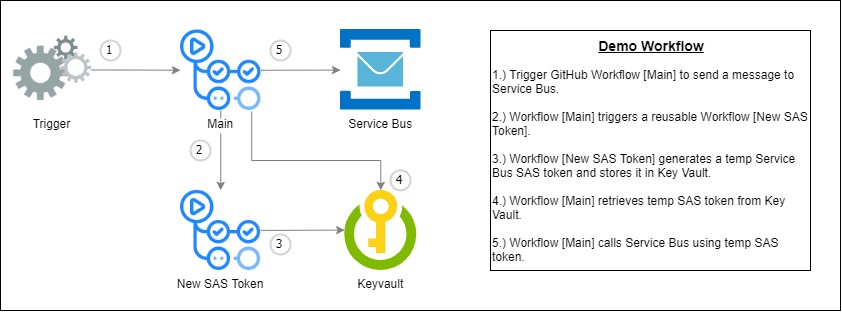 1
5
Trigger
Main
Service Bus
2
4
3
New SAS Token
Keyvault
Demo Workflow
1.) Trigger GitHub Workflow [Main] to send a message to
Service Bus.
2.) Workflow [Main] triggers a reusable Workflow [New SAS
Token].
3.) Workflow [New SAS Token] generates a temp Service
Bus SAS token and stores it in Key Vault.
4.) Workflow [Main] retrieves temp SAS token from Key
Vault.
5.) Workflow [Main] calls Service Bus using temp SAS
token.